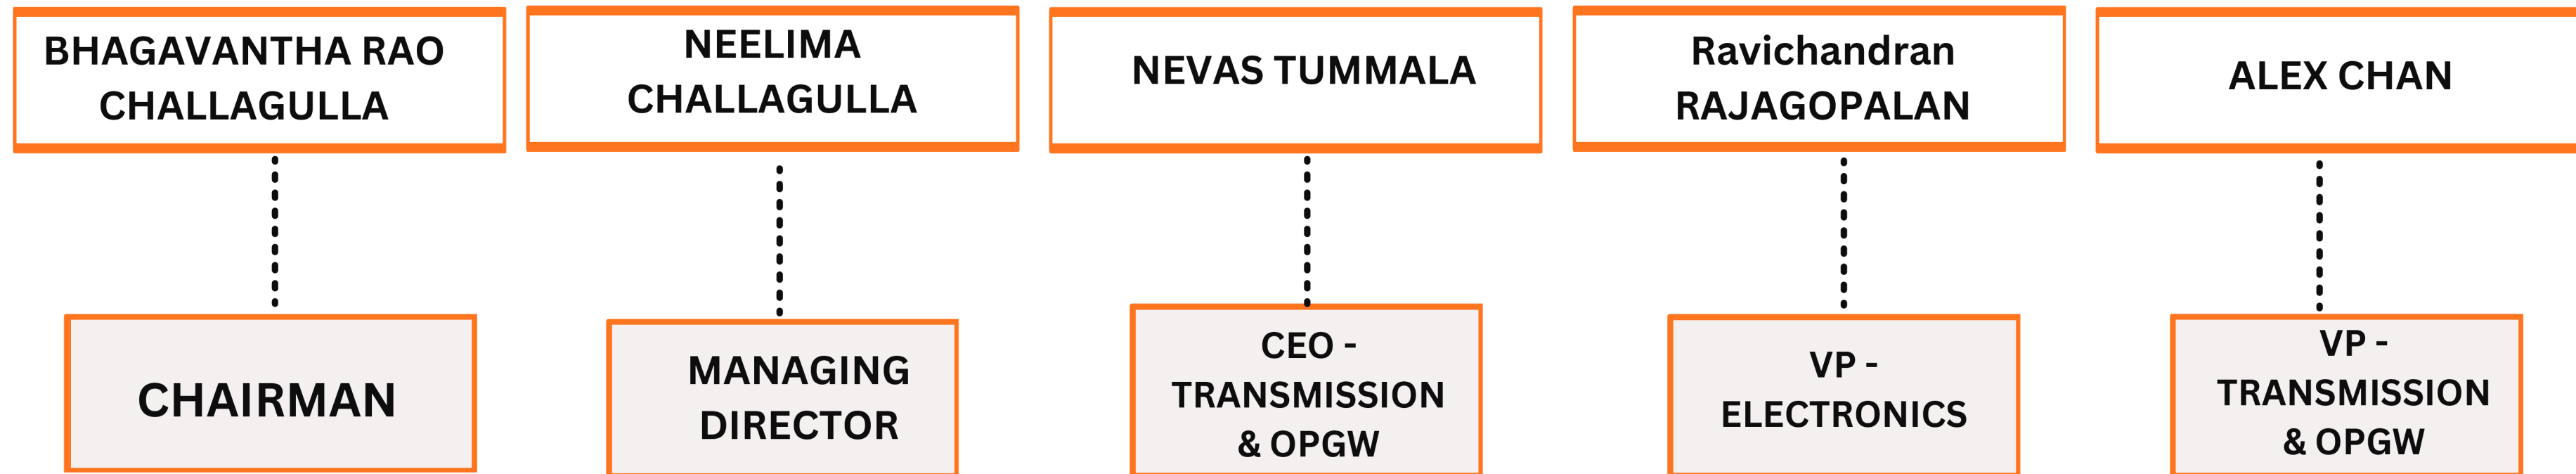 BHAGAVANTHA RAO
CHALLAGULLA
NEELIMA
CHALLAGULLA
NEVAS TUMMALA
Ravichandran
RAJAGOPALAN
ALEX CHAN
CHAIRMAN
MANAGING
DIRECTOR
CEO -
TRANSMISSION
& OPGW
VP -
ELECTRONICS
VP -
TRANSMISSION
& OPGW